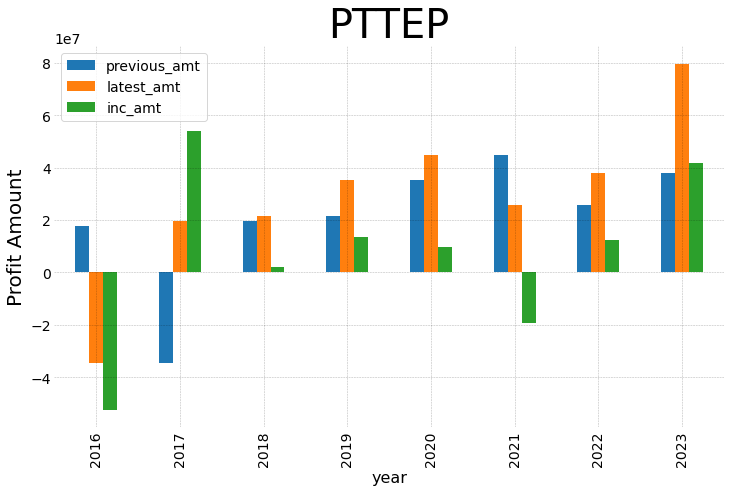 PTTEP
1e7
previous_amt
latest_amt
inc_amt
8
6
4
2
0
−2
−4
Profit Amount
2016
2017
2018
2019
2020
2021
2022
2023
year